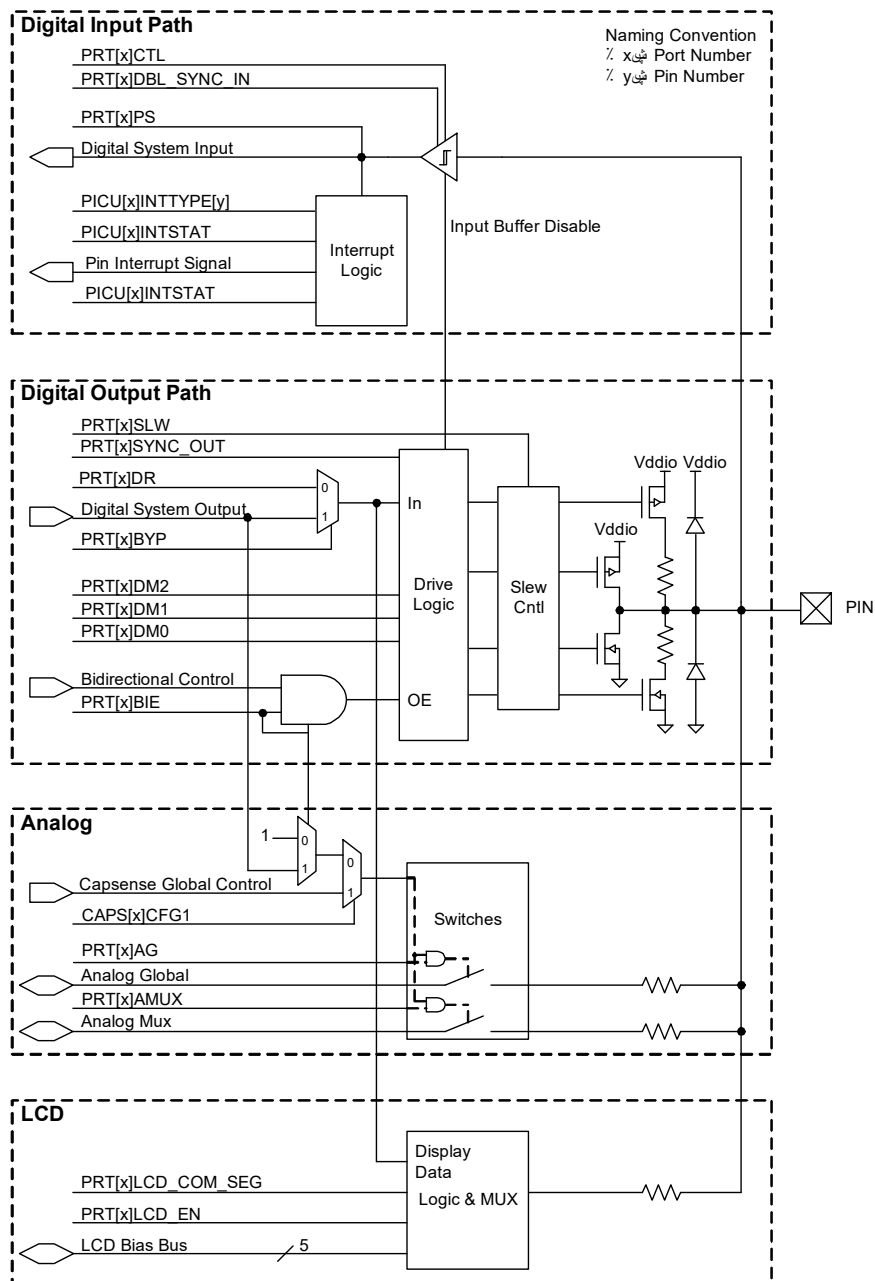 Digital Input Path
Naming Convention
x Port Number
y Pin Number
PRT[x]CTL
PRT[x]DBL_SYNC_IN
PRT[x]PS
Digital System Input
PICU[x]INTTYPE[y]
PICU[x]INTSTAT
Pin Interrupt Signal
PICU[x]INTSTAT
Interrupt
Logic
Input Buffer Disable
Digital Output Path
PRT[x]SLW
PRT[x]SYNC_OUT
PRT[x]DR
Digital System Output
PRT[x]BYP
0
1
In
Vddio Vddio
Vddio
PRT[x]DM2
PRT[x]DM1
PRT[x]DM0
Drive
Logic
Slew
Cntl
PIN
Bidirectional Control
PRT[x]BIE
OE
Analog
1
0
1
0
1
Capsense Global Control
CAPS[x]CFG1
Switches
PRT[x]AG
Analog Global
PRT[x]AMUX
Analog Mux
LCD
Display
Data
Logic & MUX
PRT[x]LCD_COM_SEG
PRT[x]LCD_EN
LCD Bias Bus
5